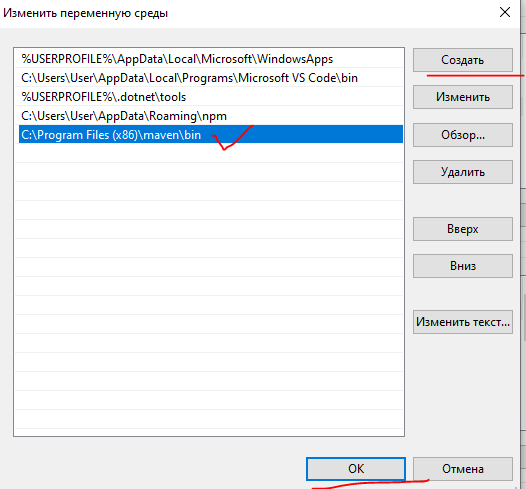 Изменить переменную среды
%USERPROFILE%\AppData\Local\Microsoft\WindowsApps
C:\Users\User\AppData\Local\Programs\Microsoft VS Code\bin
%USERPROFILE%\.dotnet\tools
C:\Users\User\AppData\Roaming\npm
C:\Program Files (x86)\maven\bin
Создать
Изменить
Обзор...
Удалить
Вверх
Вниз
Изменить текст...
ОК
Отмена